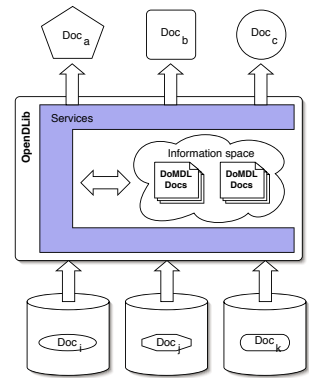 Doc a
Doc b
Doc c
OpenDLib
Services
Information space
DoMDL
Docs
DoMDL
Docs
Doc i
Doc j
Doc k